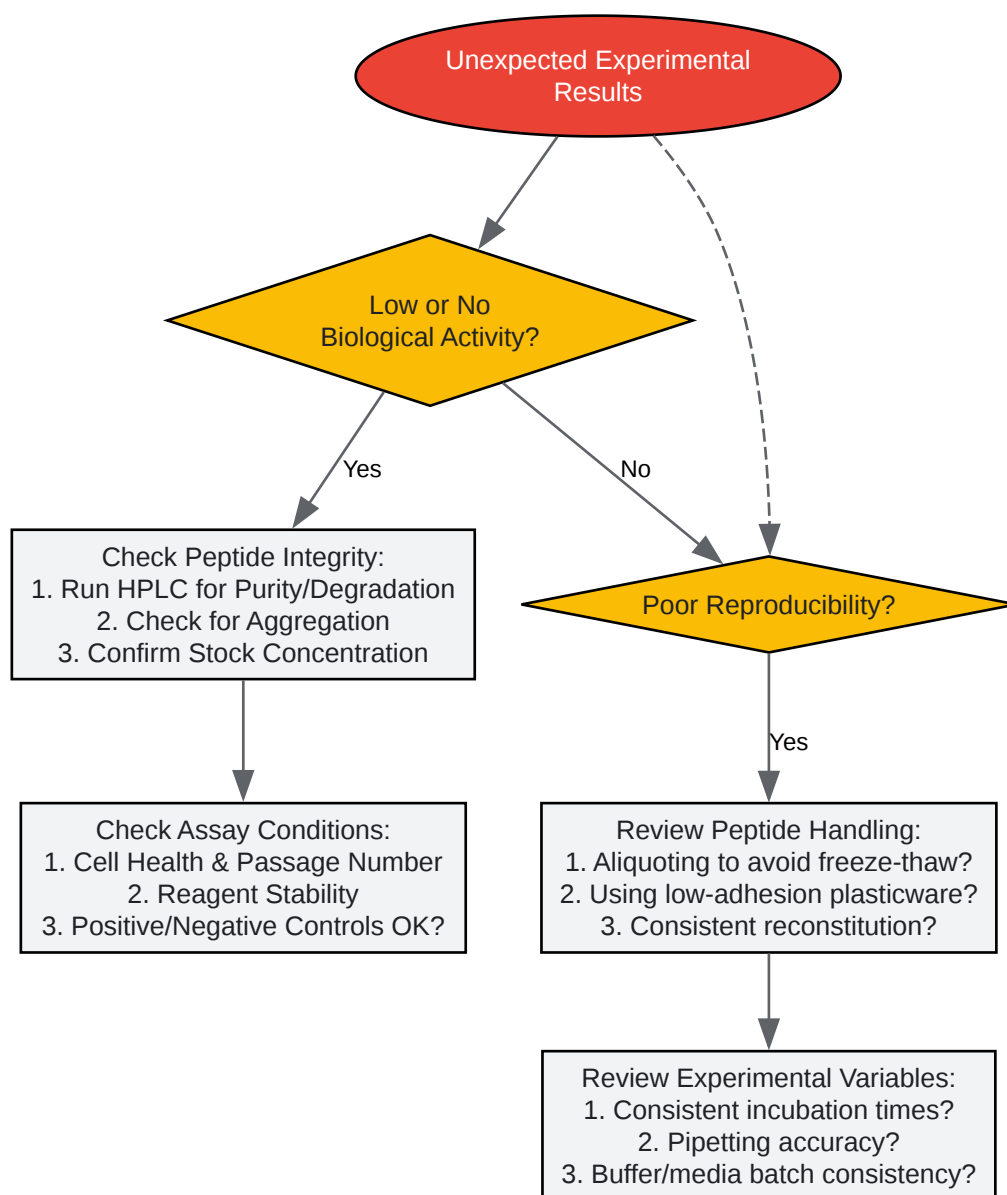 Unexpected Experimental
Results
Low or No
Biological Activity?
Yes
No
Check Peptide Integrity:
1. Run HPLC for Purity/Degradation
2. Check for Aggregation
3. Confirm Stock Concentration
Poor Reproducibility?
Yes
Check Assay Conditions:
1. Cell Health & Passage Number
2. Reagent Stability
3. Positive/Negative Controls OK?
Review Peptide Handling:
1. Aliquoting to avoid freeze-thaw?
2. Using low-adhesion plasticware?
3. Consistent reconstitution?
Review Experimental Variables:
1. Consistent incubation times?
2. Pipetting accuracy?
3. Buffer/media batch consistency?